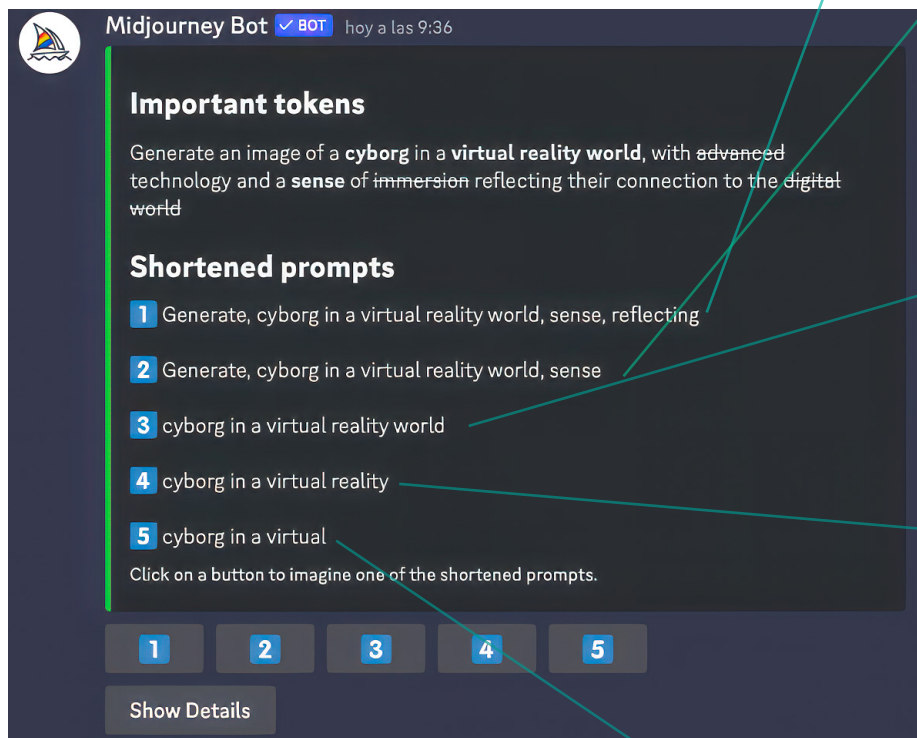 Midjourney Bot ✓ BOT hoy a las 9:36
Important tokens
Generate an image of a cyborg in a virtual reality world, with advanced
technology and a sense of immersion reflecting their connection to the digital
world
Shortened prompts
1 Generate, cyborg in a virtual reality world, sense, reflecting
2 Generate, cyborg in a virtual reality world, sense
3 cyborg in a virtual reality world
4 cyborg in a virtual reality
5 cyborg in a virtual
Click on a button to imagine one of the shortened prompts.
1 2 3 4 5
Show Details